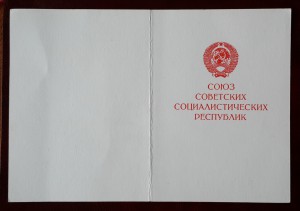 СОЮЗ
СОВЕТСКИХ
СОЦИАЛИСТИЧЕСКИХ
РЕСПУБЛИК